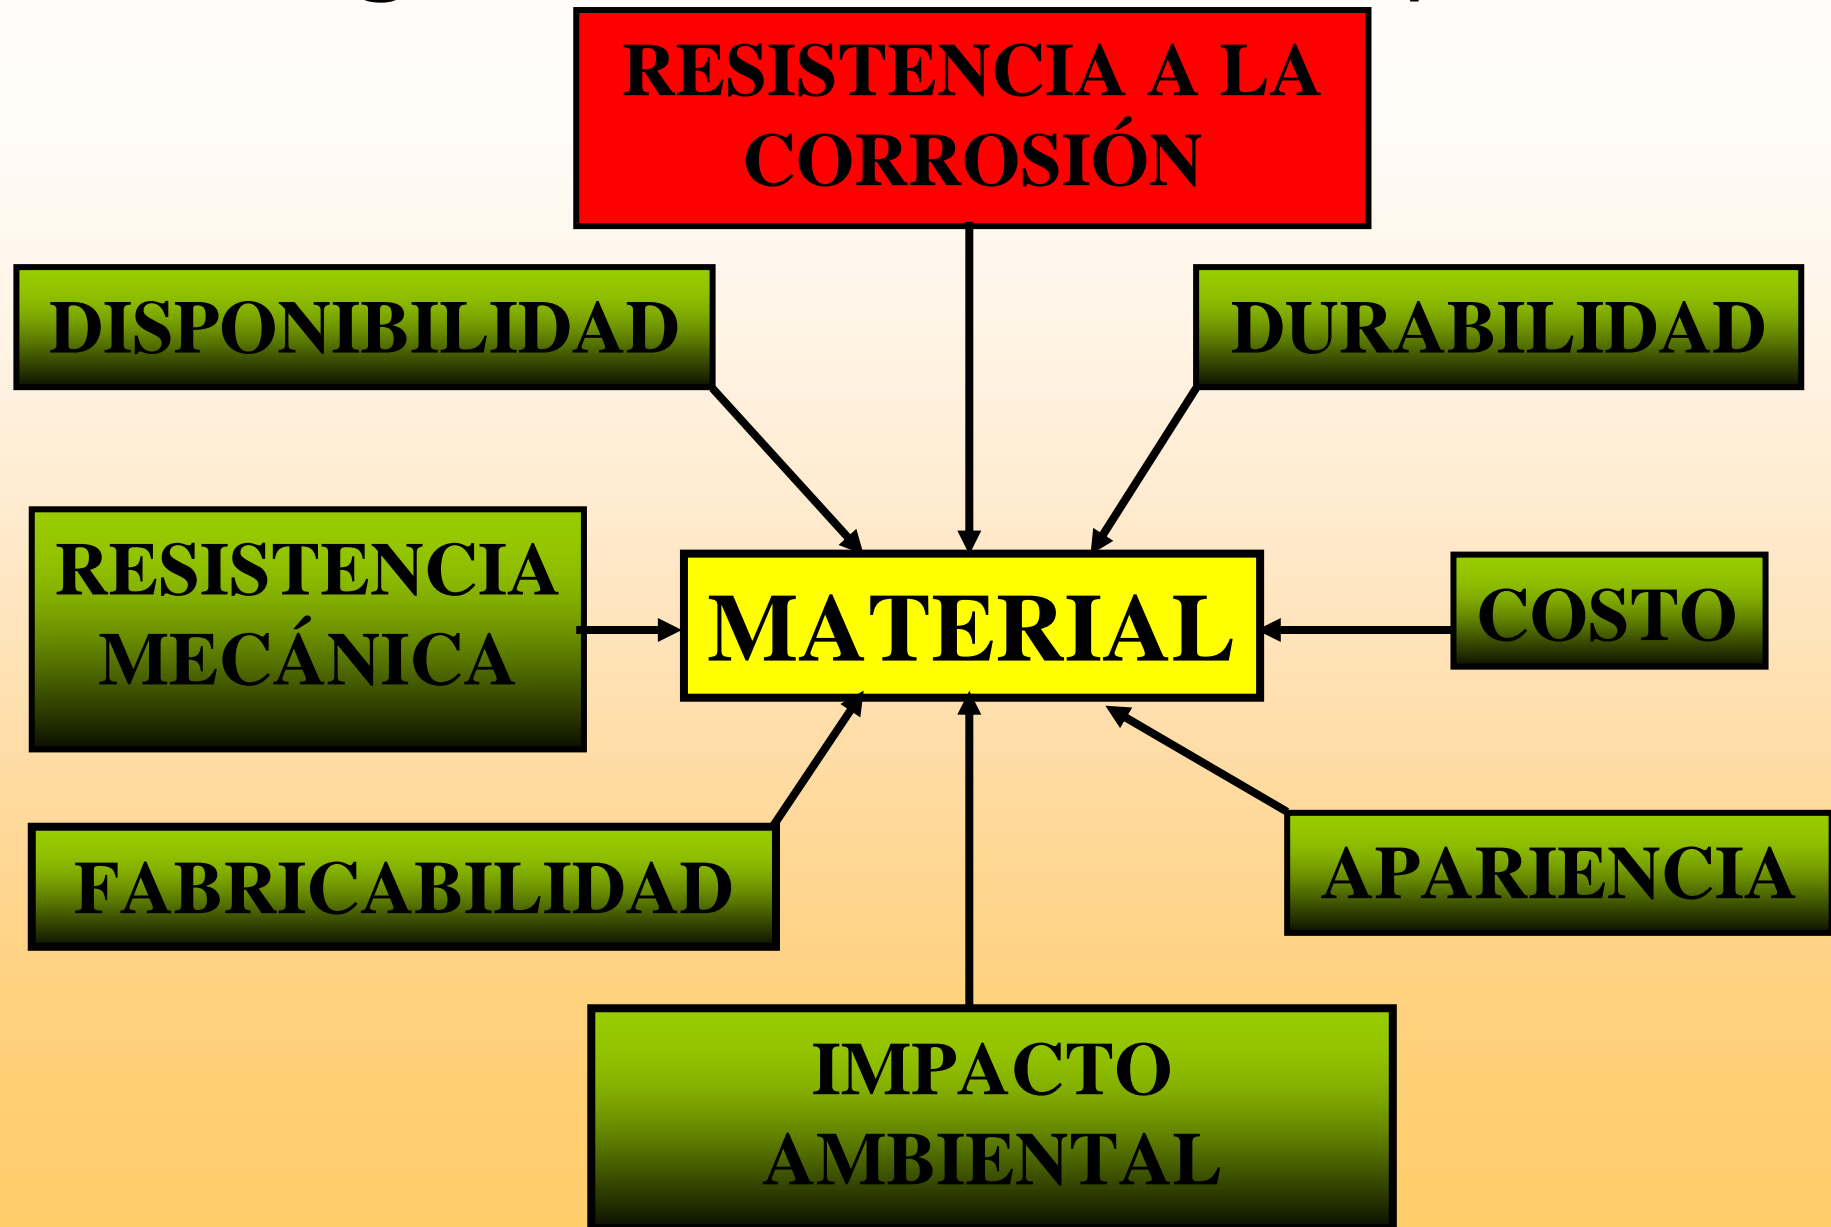 RESISTENCIA A LA
CORROSIÓN
DISPONIBILIDAD
DURABILIDAD
RESISTENCIA
MECÁNICA
MATERIAL
COSTO
FABRICABILIDAD
APARIENCIA
IMPACTO
AMBIENTAL